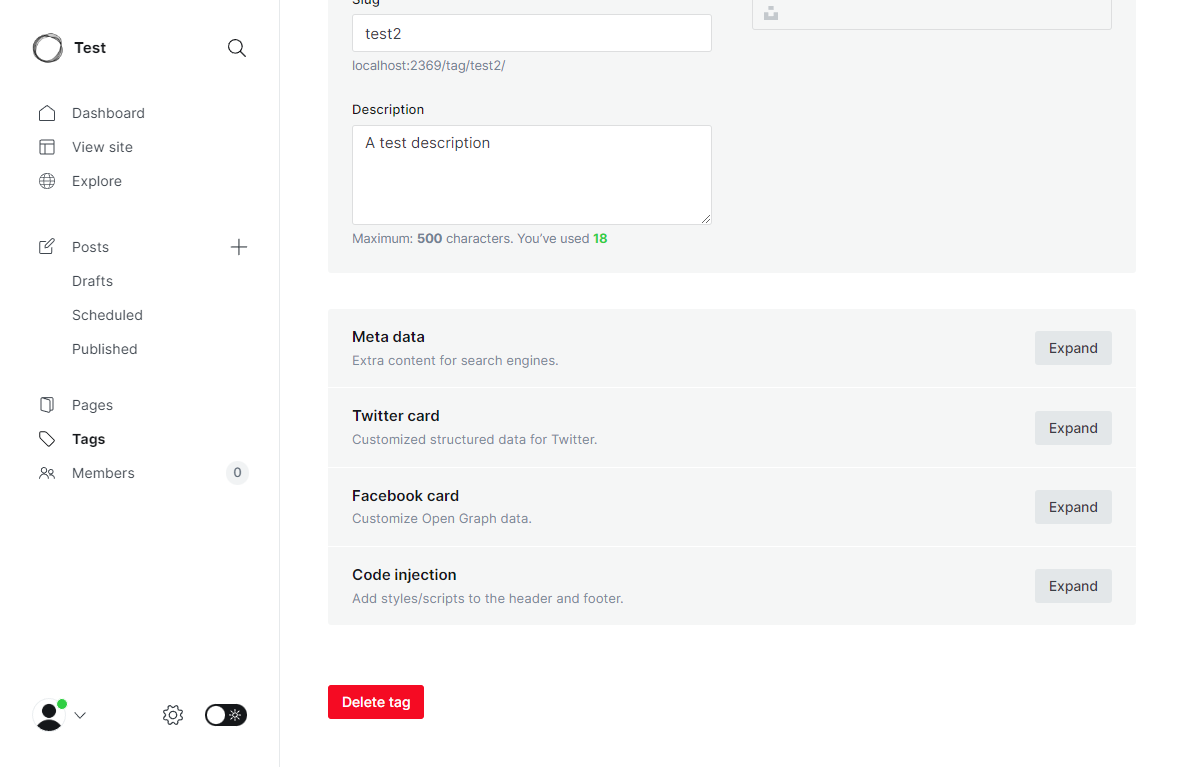 Test
Dashboard
View site
Explore
Posts
Drafts
Scheduled
Published
Pages
Tags
Members
0
Slug
test2
localhost:2369/tag/test2/
Description
A test description
Maximum: 500 characters. You’ve used 18
Meta data
Extra content for search engines.
Expand
Twitter card
Customized structured data for Twitter.
Expand
Facebook card
Customize Open Graph data.
Expand
Code injection
Add styles/scripts to the header and footer.
Expand
Delete tag